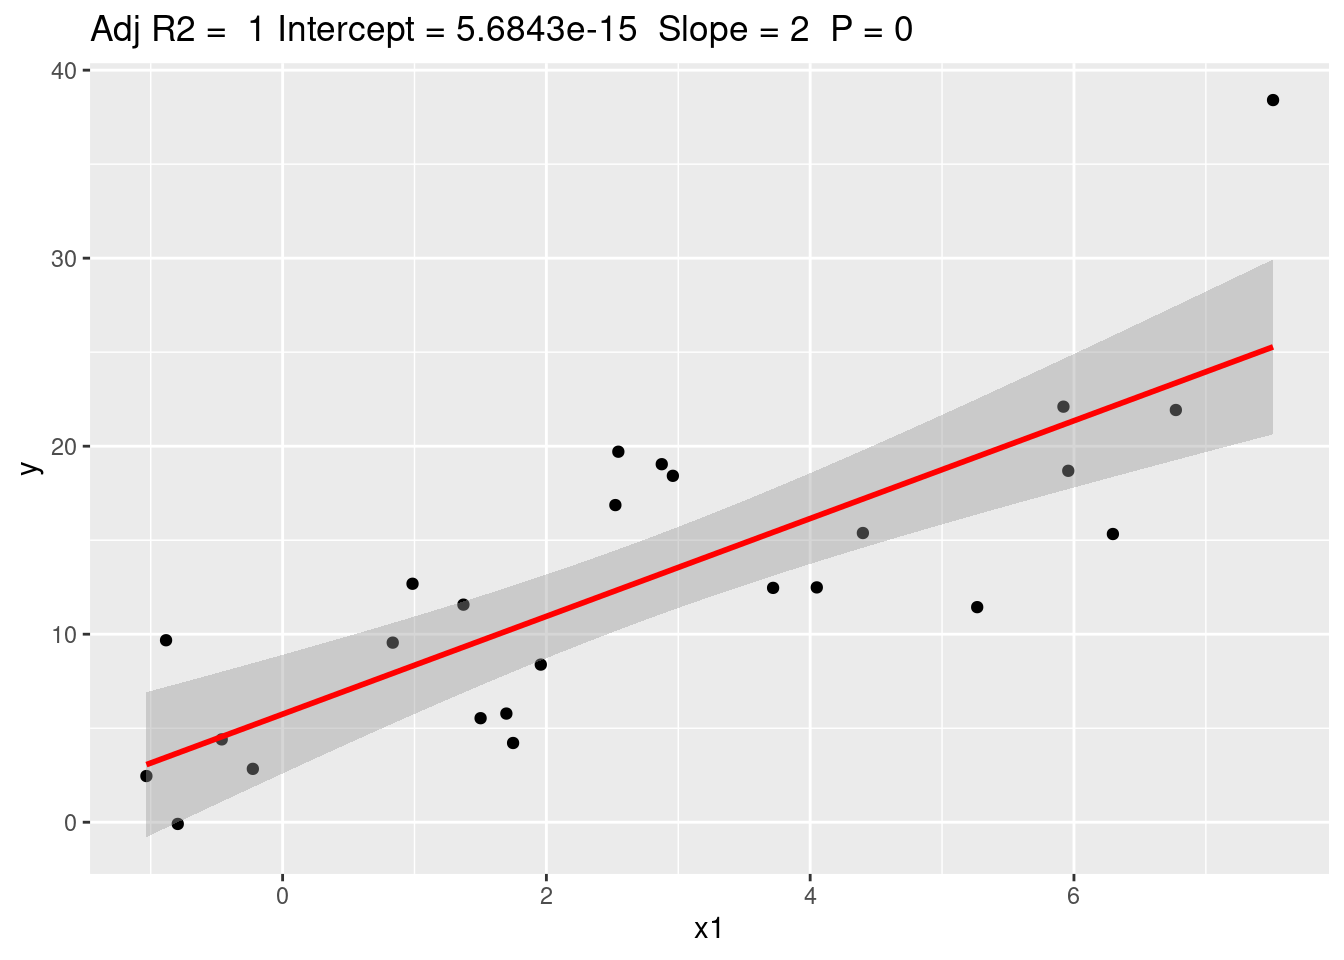 Adj R2 =  1 Intercept = 5.6843e-15  Slope = 2  P = 0
40
30
20
10
0
y
0 2 4 6
x1